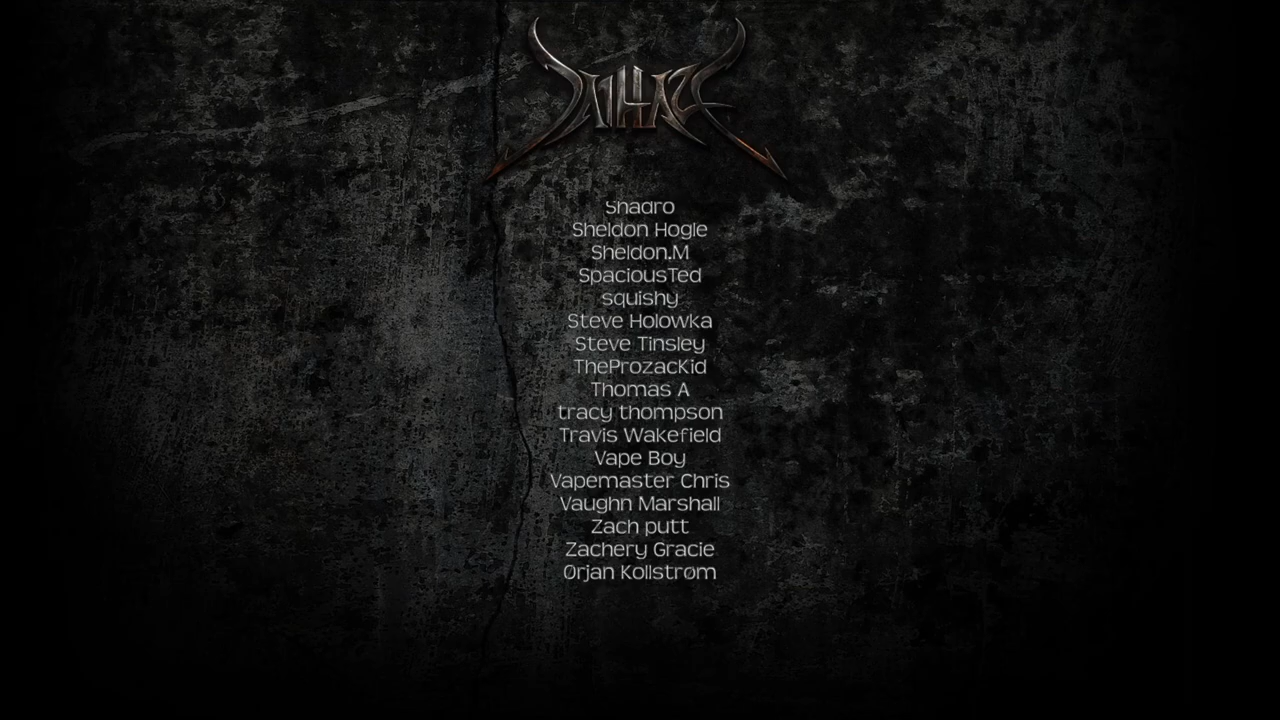 Shadro
Sheldon Hogle
Sheldon.M
SpaciousTed
squishy
Steve Holowka
Steve Tinsley
TheProzacKid
Thomas A
tracy thompson
Travis Wakefield
Vape Boy
Vapemaster Chris
Vaughn Marshall
Zach putt
Zachery Gracie
Ørjan Kollstrøm